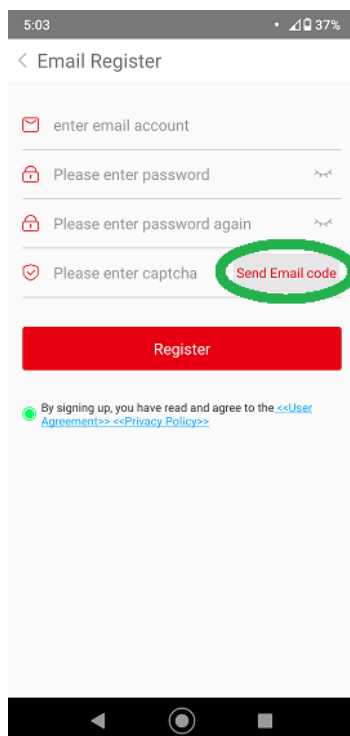 5:03
37%
Email Register
enter email account
Please enter password
Please enter password again
Please enter captcha Send Email code
Register
By signing up, you have read and agree to the <<User
Agreement>> <<Privacy Policy>>